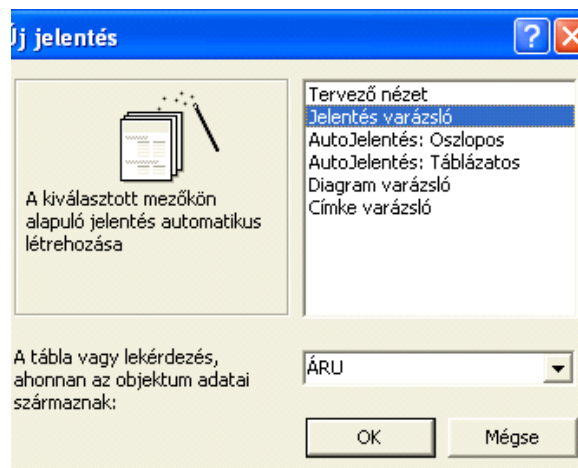 Új jelentés
Tervező nézet
Jelentés varázsló
AutoJelentés: Oszlopos
AutoJelentés: Táblázatos
Diagram varázsló
Címke varázsló
A kiválasztott mezőkön
alapuló jelentés automatikus
létrehozása
A tábla vagy lekérdezés,
ahonnan az objektum adatai
származnak:
ÁRU
OK
Mégse